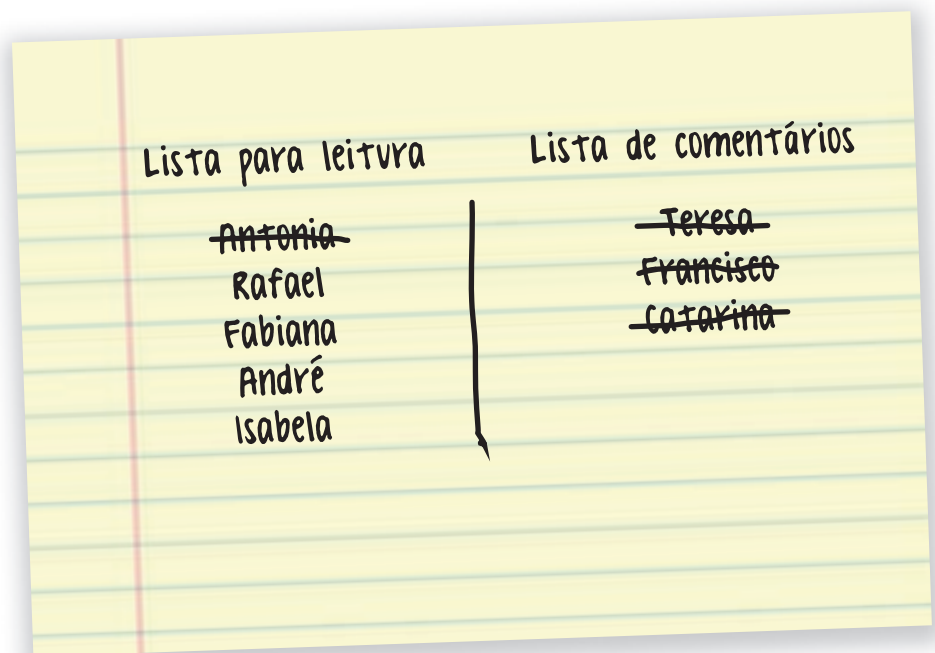 Lista para leitura
Antonia
Rafael
Fabiana
André
Isabela
Lista de comentários
Teresa
Francisco
Catarina